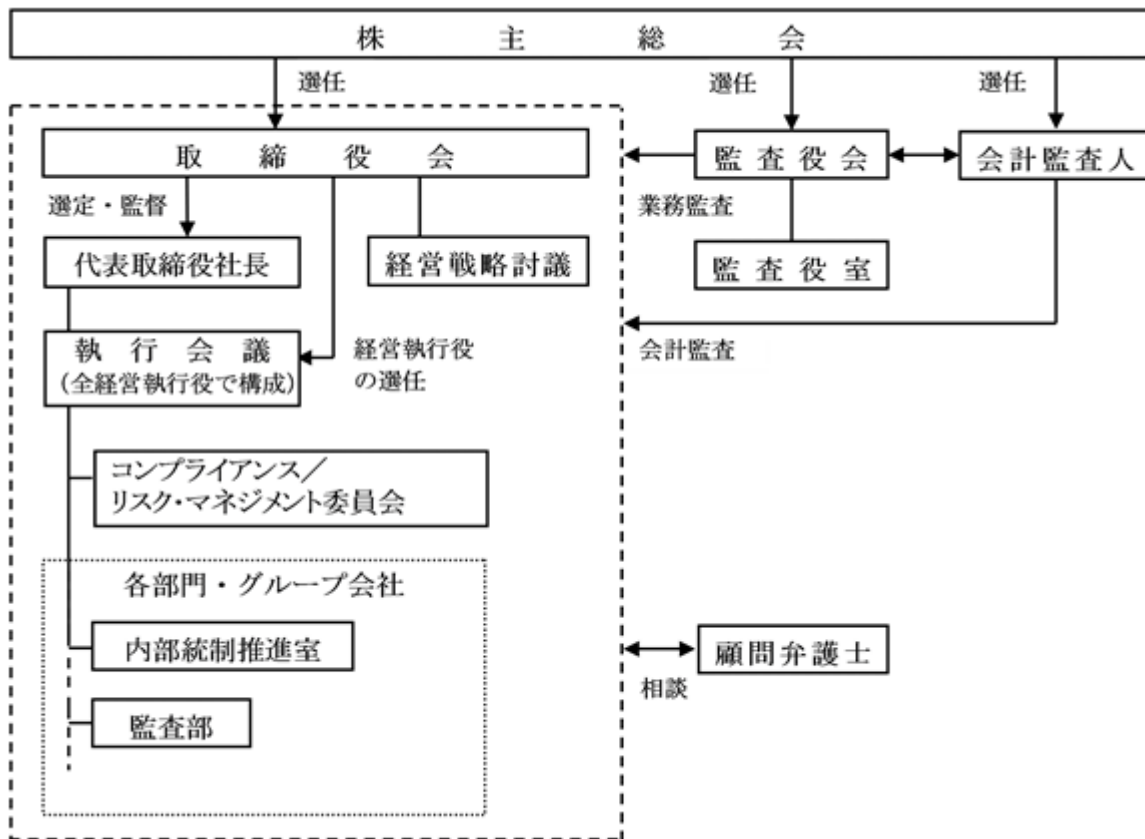 株主総会
選任
選任
選任
取締役会
監査役会
会計監査人
選定・監督
業務監査
代表取締役社長
経営戦略討議
監査役室
執行会議
(全経営執行役で構成)
経営執行役
の選任
会計監査
コンプライアンス/
リスク・マネジメント委員会
各部門・グループ会社
内部統制推進室
顧問弁護士
相談
監査部